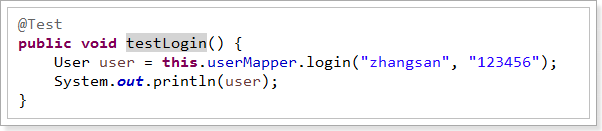 @Test
public void testLogin() {
    User user = this.userMapper.login("zhangsan", "123456");
    System.out.println(user);
}